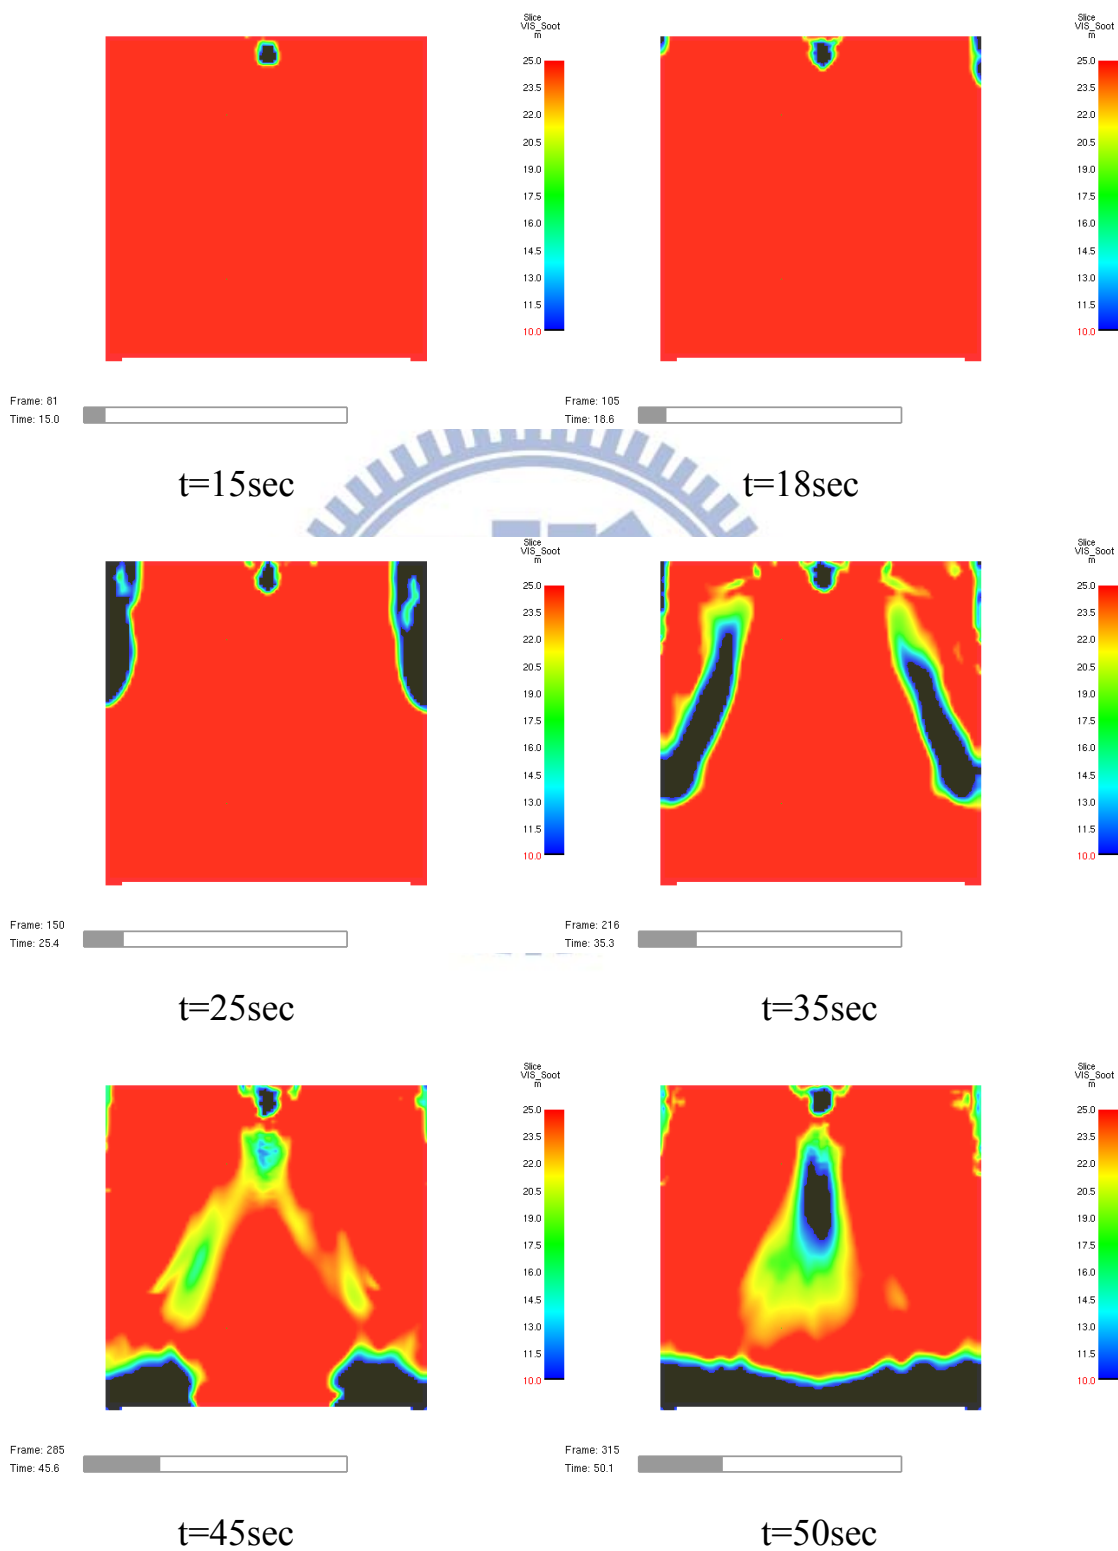 Slice
VIS_Soot
m
25.0
23.5
22.0
20.5
19.0
17.5
16.0
14.5
13.0
11.5
10.0
Frame: 81
Time: 15.0
t=15sec
Slice
VIS_Soot
m
25.0
23.5
22.0
20.5
19.0
17.5
16.0
14.5
13.0
11.5
10.0
Frame: 105
Time: 18.6
t=18sec
Slice
VIS_Soot
m
25.0
23.5
22.0
20.5
19.0
17.5
16.0
14.5
13.0
11.5
10.0
Frame: 150
Time: 25.4
t=25sec
Slice
VIS_Soot
m
25.0
23.5
22.0
20.5
19.0
17.5
16.0
14.5
13.0
11.5
10.0
Frame: 216
Time: 35.3
t=35sec
Slice
VIS_Soot
m
25.0
23.5
22.0
20.5
19.0
17.5
16.0
14.5
13.0
11.5
10.0
Frame: 285
Time: 45.6
t=45sec
Slice
VIS_Soot
m
25.0
23.5
22.0
20.5
19.0
17.5
16.0
14.5
13.0
11.5
10.0
Frame: 315
Time: 50.1
t=50sec